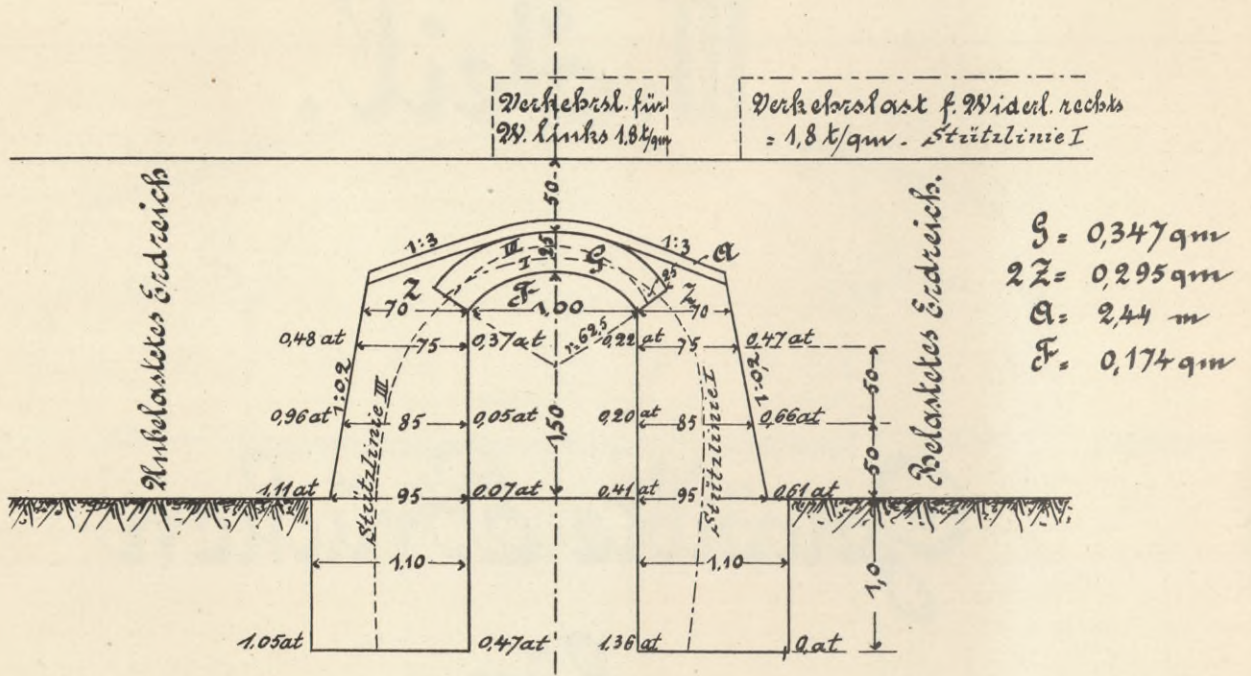 Verkehrsl. für
W. links 1.8 t/qm
Verkehrslast f. Widerl. rechts
= 1,8 t/qm. Stützlinie I
Unbelastetes Erdreich
Belastetes Erdreich.
50
1:3
III
25
I
G
1:3
A
25
Z
F
Z
70
1,00
70
r=62,5
0,48 at
75
0,37 at
0,22 at
75
0,47 at
1:0,2
1:0,2
50
0,96 at
85
0,05 at
1,50
0,20 at
85
0,66 at
Stützlinie III
Stützlinie I
50
1,11 at
95
0,07 at
0,41 at
95
0,61 at
1,10
1,10
1,0
1.05 at
0,47 at
1,36 at
0, at
G = 0,347 qm
2 Z = 0,295 qm
A = 2,44 m
F = 0,174 qm